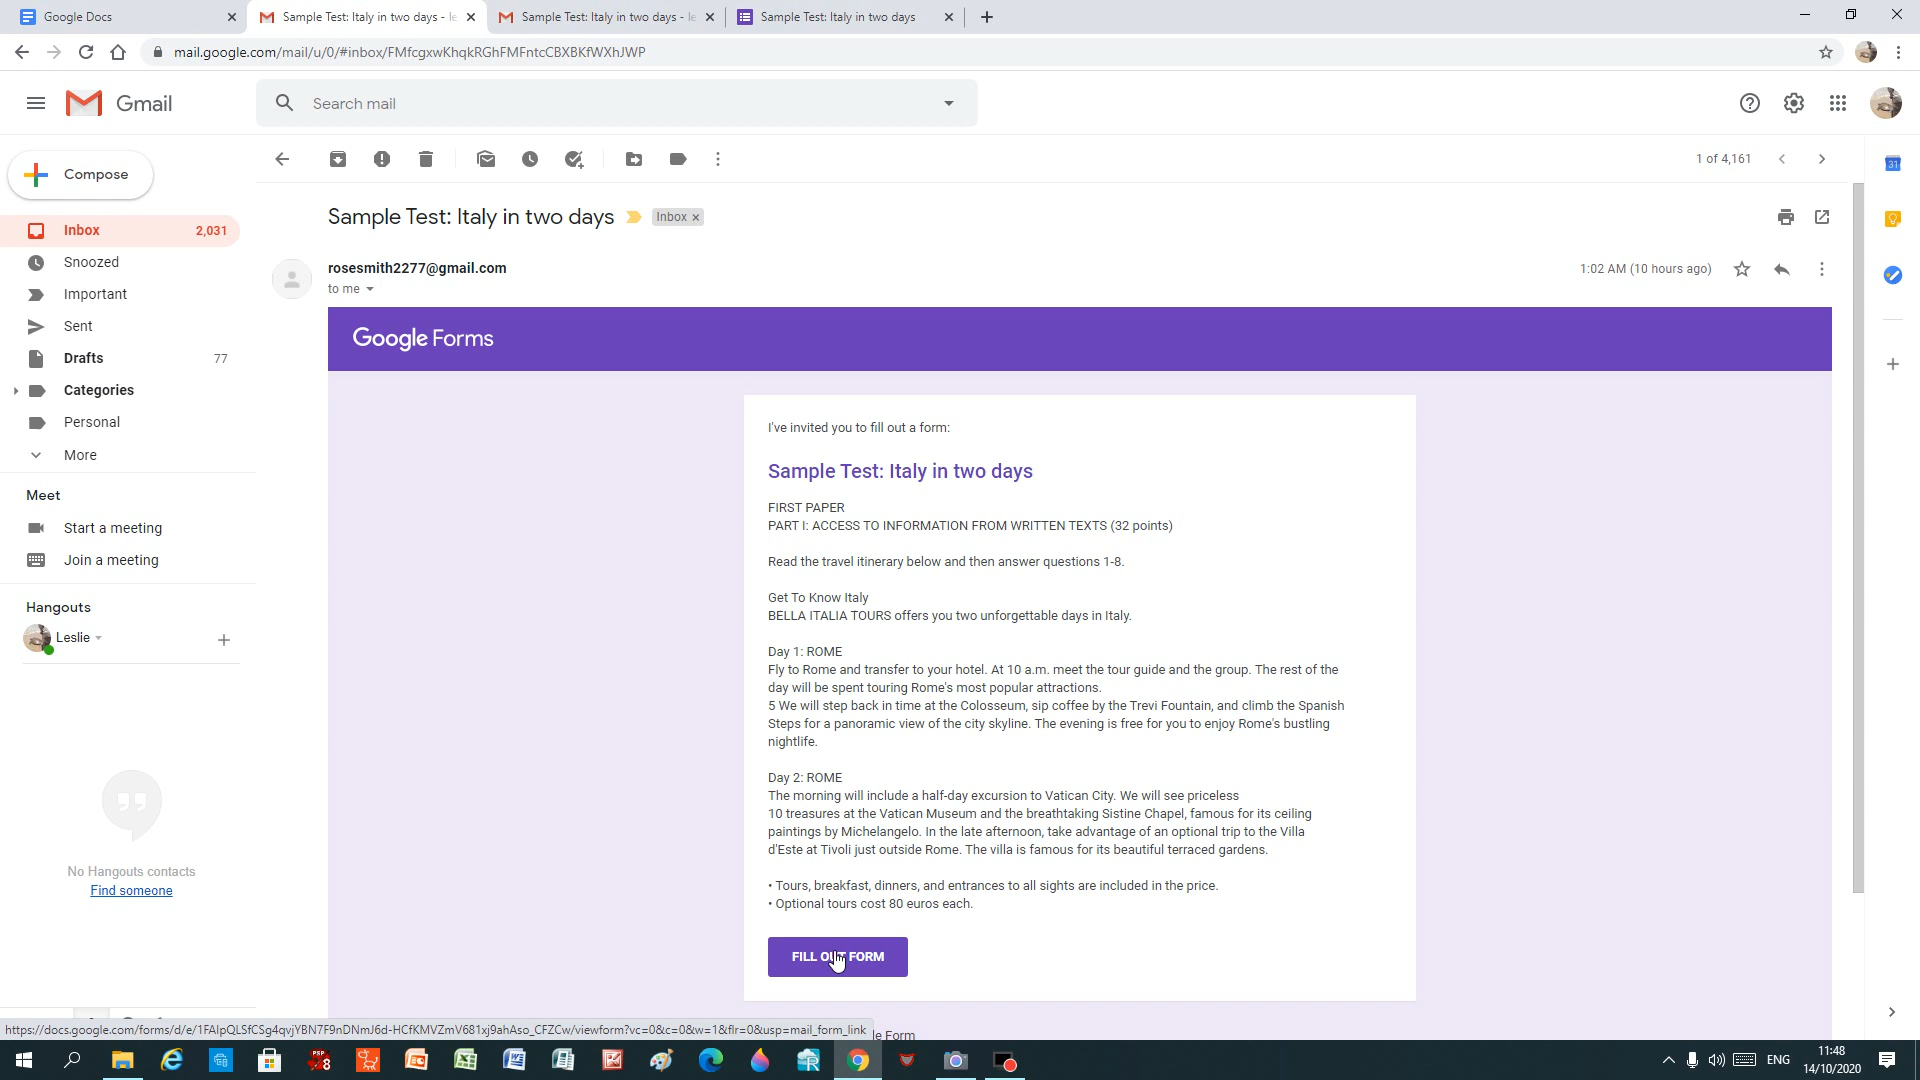 Google Docs
Sample Test: Italy in two days - le
Sample Test: Italy in two days - le
Sample Test: Italy in two days
mail.google.com/mail/u/0/#inbox/FMfcgxwKhqkRGhFMFntcCBXBKfWXhJWP
Gmail
Search mail
Compose
1 of 4,161
Sample Test: Italy in two days
Inbox ×
Inbox 2,031
Snoozed
Important
Sent
Drafts 77
Categories
Personal
More
Meet
Start a meeting
Join a meeting
Hangouts
Leslie
No Hangouts contacts
Find someone
rosesmith2277@gmail.com
1:02 AM (10 hours ago)
to me
Google Forms
I've invited you to fill out a form:
Sample Test: Italy in two days
FIRST PAPER
PART I: ACCESS TO INFORMATION FROM WRITTEN TEXTS (32 points)
Read the travel itinerary below and then answer questions 1-8.
Get To Know Italy
BELLA ITALIA TOURS offers you two unforgettable days in Italy.
Day 1: ROME
Fly to Rome and transfer to your hotel. At 10 a.m. meet the tour guide and the group. The rest of the
day will be spent touring Rome's most popular attractions.
5 We will step back in time at the Colosseum, sip coffee by the Trevi Fountain, and climb the Spanish
Steps for a panoramic view of the city skyline. The evening is free for you to enjoy Rome's bustling
nightlife.
Day 2: ROME
The morning will include a half-day excursion to Vatican City. We will see priceless
10 treasures at the Vatican Museum and the breathtaking Sistine Chapel, famous for its ceiling
paintings by Michelangelo. In the late afternoon, take advantage of an optional trip to the Villa
d'Este at Tivoli just outside Rome. The villa is famous for its beautiful terraced gardens.
• Tours, breakfast, dinners, and entrances to all sights are included in the price.
• Optional tours cost 80 euros each.
FILL OUT FORM
https://docs.google.com/forms/d/e/1FAIpQLSfCSg4qvjYBN7F9nDNmJ6d-HCfKMVZmV681xj9ahAso_CFZCw/viewform?vc=0&c=0&w=1&flr=0&usp=mail_form_link
le Form
ENG
11:48
14/10/2020